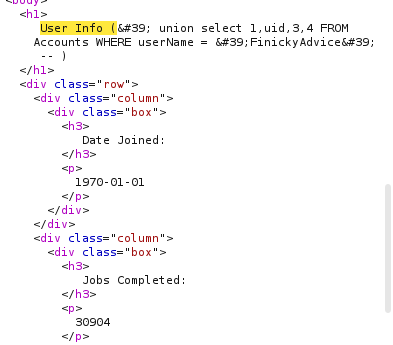 <body>
<h1>
User Info (&#39; union select 1,uid,3,4 FROM
Accounts WHERE userName = &#39;FinickyAdvice&#39;
-- )
</h1>
<div class="row">
<div class="column">
<div class="box">
<h3>
Date Joined:
</h3>
<p>
1970-01-01
</p>
</div>
</div>
<div class="column">
<div class="box">
<h3>
Jobs Completed:
</h3>
<p>
30904
</p>